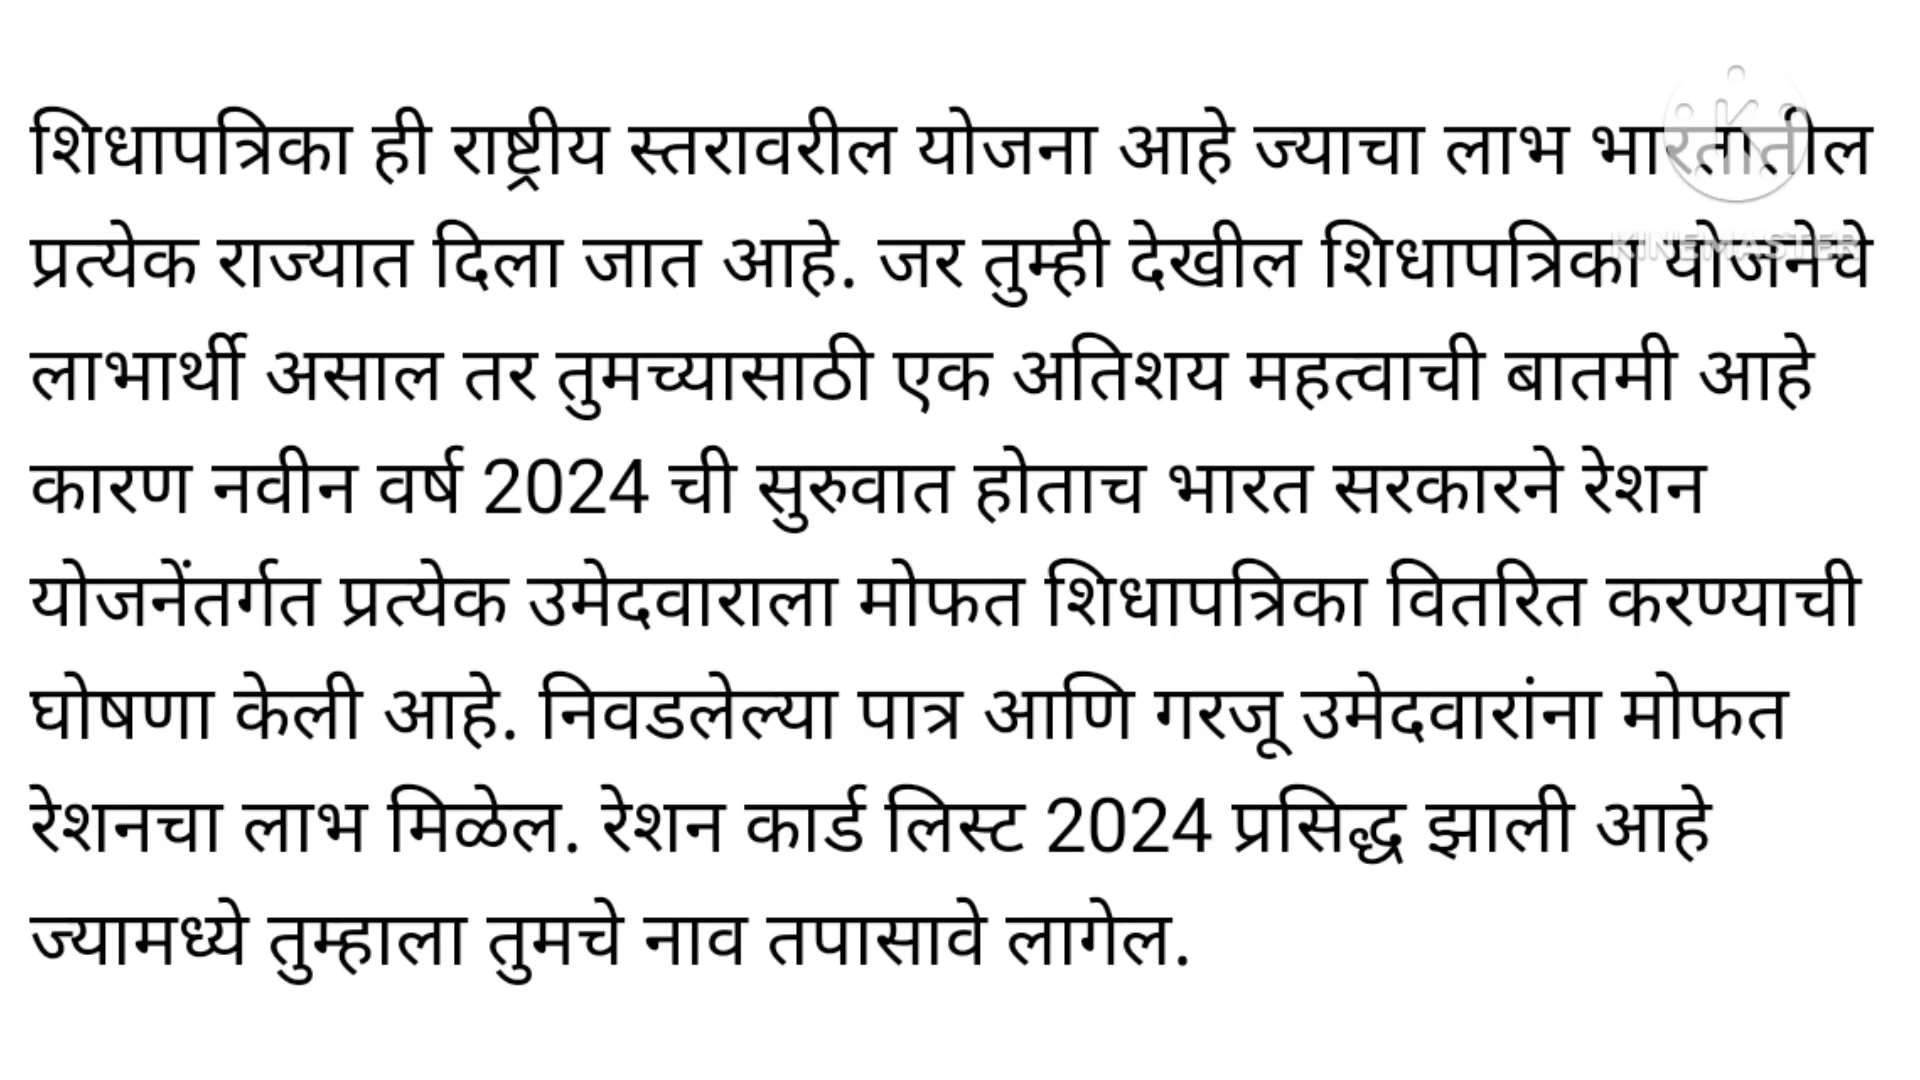 शिधापत्रिका ही राष्ट्रीय स्तरावरील योजना आहे ज्याचा लाभ भारतातील
प्रत्येक राज्यात दिला जात आहे. जर तुम्ही देखील शिधापत्रिका योजनेचे
लाभार्थी असाल तर तुमच्यासाठी एक अतिशय महत्वाची बातमी आहे
कारण नवीन वर्ष 2024 ची सुरुवात होताच भारत सरकारने रेशन
योजनेंतर्गत प्रत्येक उमेदवाराला मोफत शिधापत्रिका वितरित करण्याची
घोषणा केली आहे. निवडलेल्या पात्र आणि गरजू उमेदवारांना मोफत
रेशनचा लाभ मिळेल. रेशन कार्ड लिस्ट 2024 प्रसिद्ध झाली आहे
ज्यामध्ये तुम्हाला तुमचे नाव तपासावे लागेल.
K
KINEMASTER